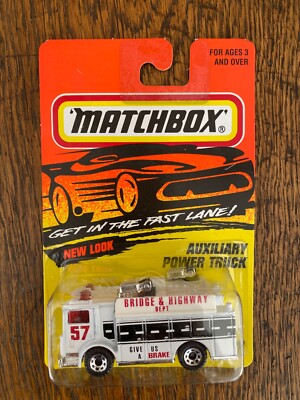 FOR AGES 3
AND OVER
'MATCHBOX'®
GET IN THE FAST LANE!
NEW LOOK
AUXILIARY
POWER TRUCK
BRIDGE & HIGHWAY
DEPT
57
GIVE US
A BRAKE